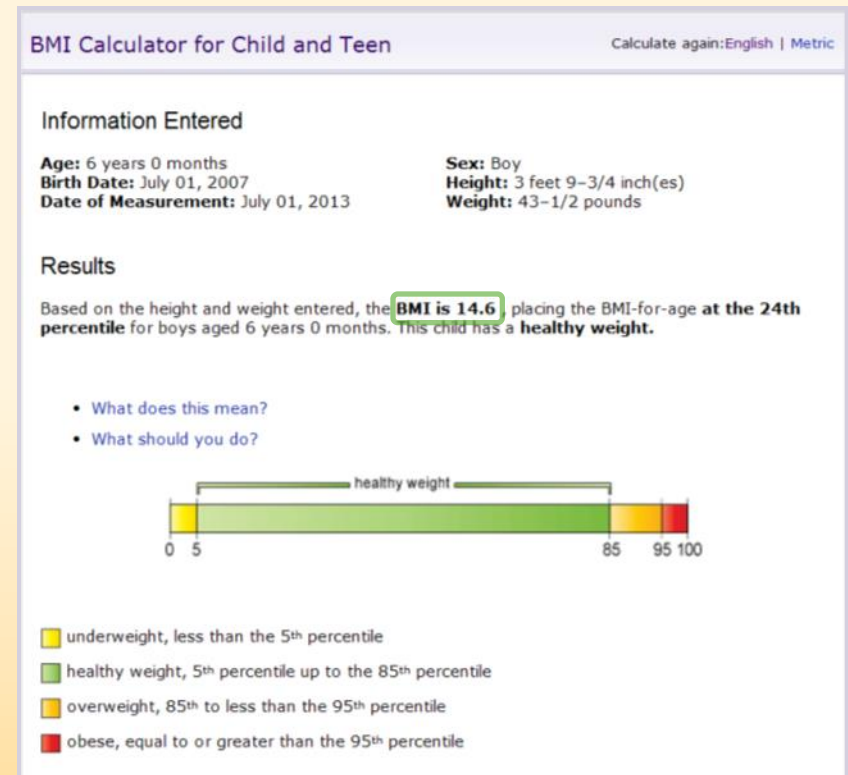 BMI Calculator for Child and Teen
Calculate again:English | Metric
Information Entered
Age: 6 years 0 months
Birth Date: July 01, 2007
Date of Measurement: July 01, 2013
Sex: Boy
Height: 3 feet 9–3/4 inch(es)
Weight: 43–1/2 pounds
Results
Based on the height and weight entered, the BMI is 14.6 , placing the BMI-for-age at the 24th
percentile for boys aged 6 years 0 months. This child has a healthy weight.
• What does this mean?
• What should you do?
healthy weight
0 5 85 95 100
underweight, less than the 5th percentile
healthy weight, 5th percentile up to the 85th percentile
overweight, 85th to less than the 95th percentile
obese, equal to or greater than the 95th percentile